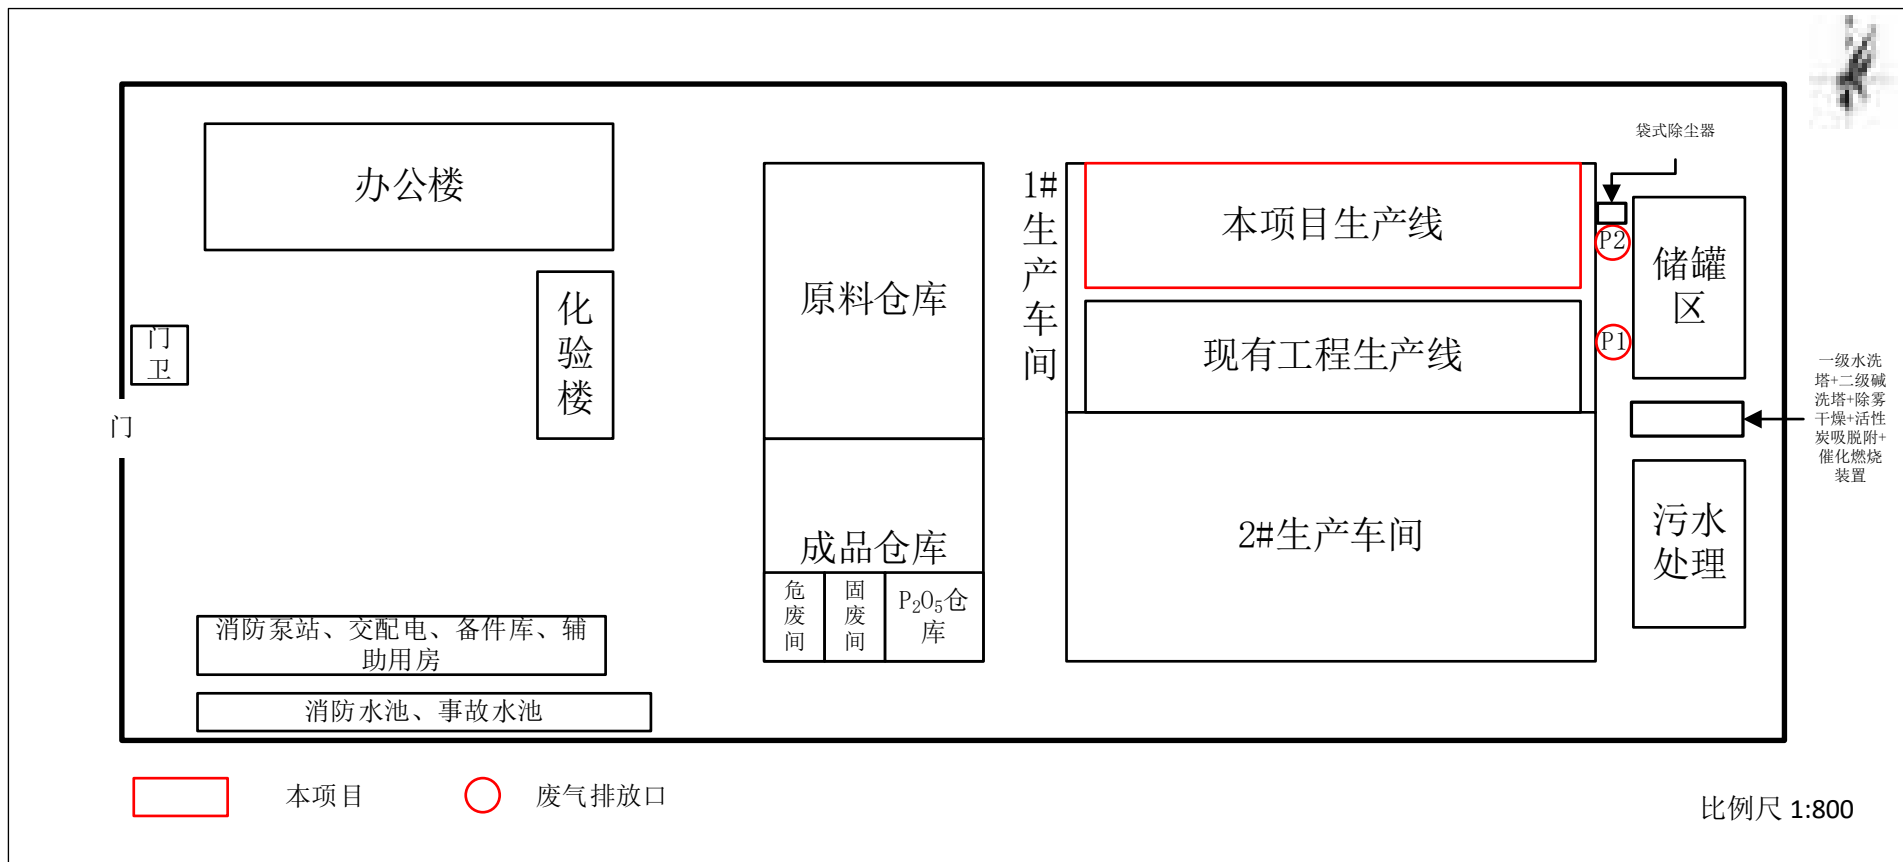 袋式除尘器
办公楼
1#
生
产
车
间
本项目生产线
P2
储罐
区
原料仓库
化
验
楼
门
卫
现有工程生产线
P1
一级水洗
塔+二级碱
洗塔+除雾
干燥+活性
炭吸脱附+
催化燃烧
装置
门
成品仓库
2#生产车间
污水
处理
危
废
间
固
废
间
P₂O₅仓
库
消防泵站、交配电、备件库、辅
助用房
消防水池、事故水池
本项目
废气排放口
比例尺 1:800